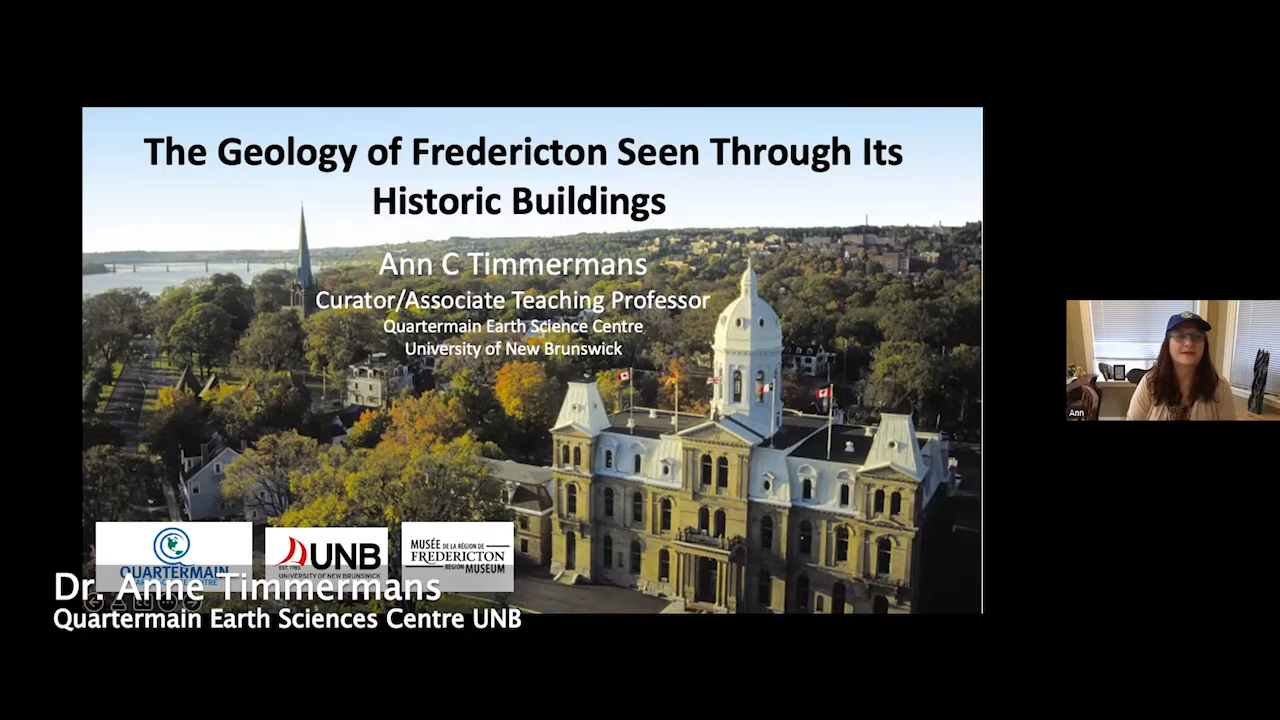 The Geology of Fredericton Seen Through Its
Historic Buildings
Ann C Timmermans
Curator/Associate Teaching Professor
Quartermain Earth Science Centre
University of New Brunswick
QUARTERMAIN
UNB
EST. 1785
UNIVERSITY OF NEW BRUNSWICK
MUSÉE DE LA RÉGION DE
FREDERICTON
REGION MUSEUM
Dr. Anne Timmermans
Quartermain Earth Sciences Centre UNB
Ann